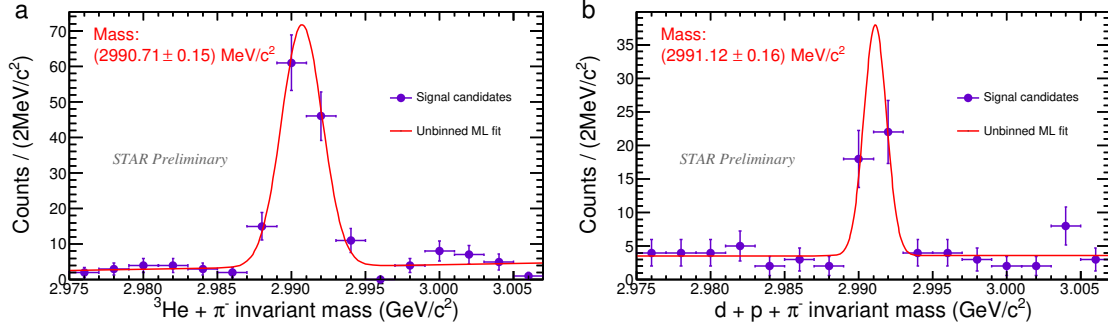 a
Mass:
(2990.71 ± 0.15) MeV/c²
Signal candidates
Unbinned ML fit
STAR Preliminary
Counts / (2MeV/c²)
70
60
50
40
30
20
10
0
2.975 2.980 2.985 2.990 2.995 3.000 3.005
³He + π⁻ invariant mass (GeV/c²)
b
Mass:
(2991.12 ± 0.16) MeV/c²
Signal candidates
Unbinned ML fit
STAR Preliminary
Counts / (2MeV/c²)
35
30
25
20
15
10
5
0
2.975 2.980 2.985 2.990 2.995 3.000 3.005
d + p + π⁻ invariant mass (GeV/c²)